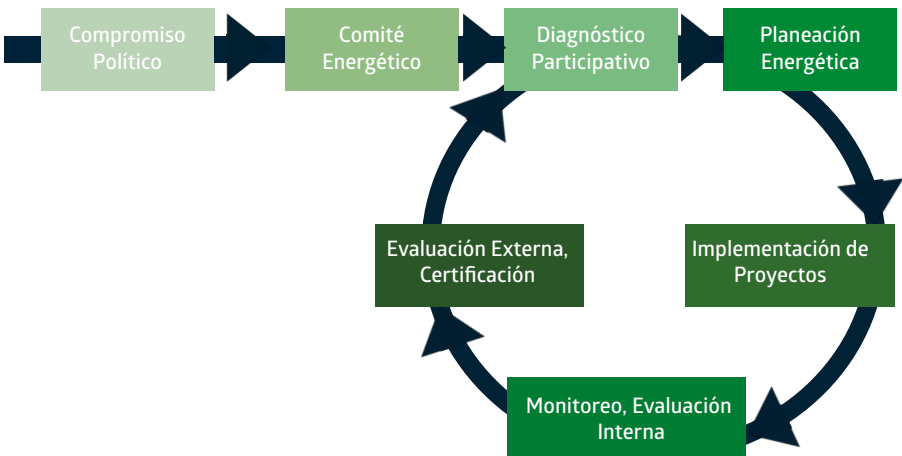 Compromiso
Político
Comité
Energético
Diagnóstico
Participativo
Planeación
Energética
Evaluación Externa,
Certificación
Implementación de
Proyectos
Monitoreo, Evaluación
Interna